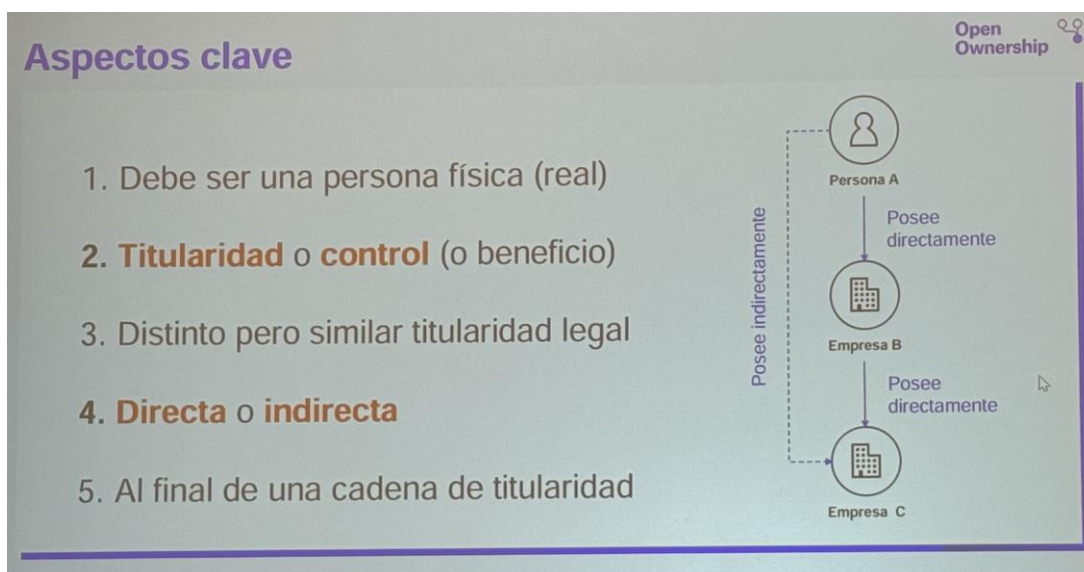 Aspectos clave
Open
Ownership
1. Debe ser una persona física (real)
2. Titularidad o control (o beneficio)
3. Distinto pero similar titularidad legal
4. Directa o indirecta
5. Al final de una cadena de titularidad
Persona A
Posee
directamente
Posee indirectamente
Empresa B
Posee
directamente
Empresa C